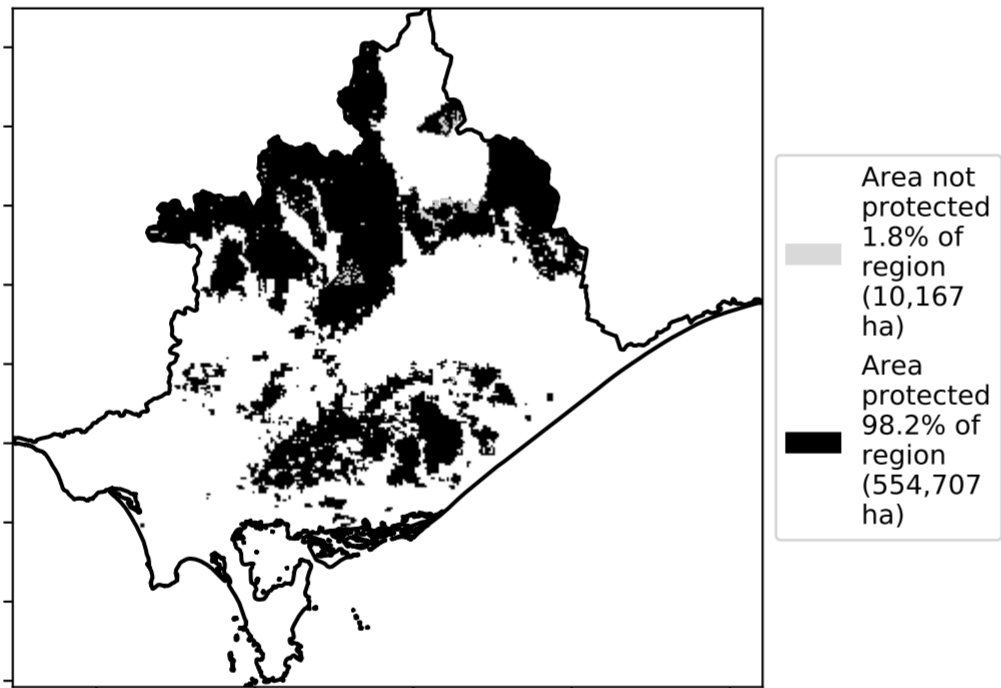 Area not
protected
1.8% of
region
(10,167
ha)
Area
protected
98.2% of
region
(554,707
ha)